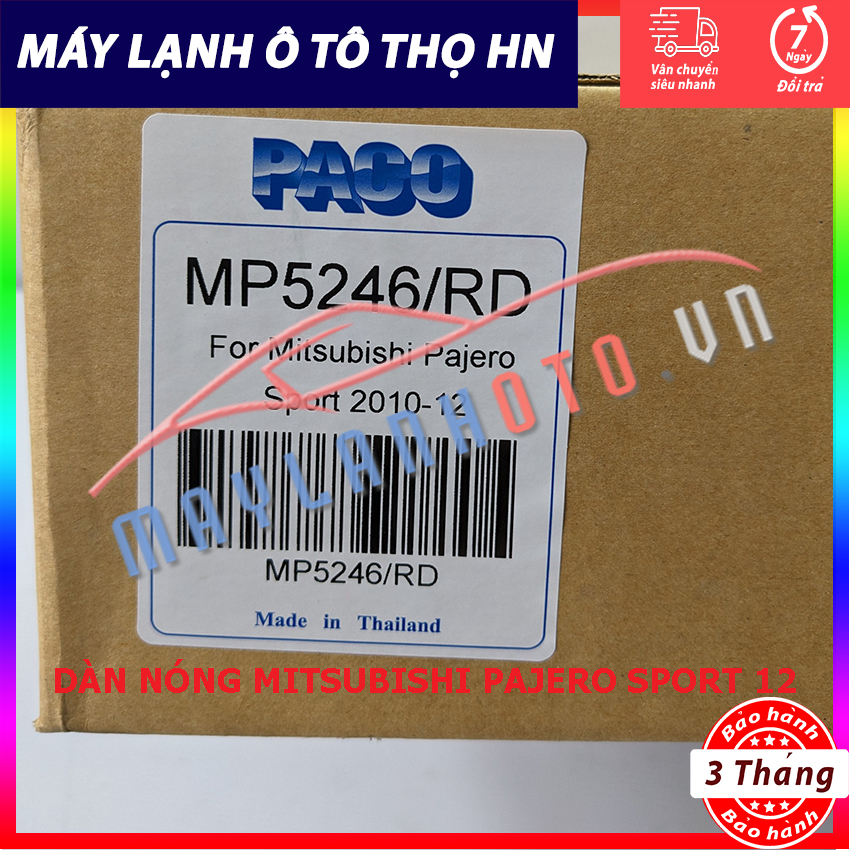 MÁY LẠNH Ô TÔ THỌ HN
Vân chuyển
siêu nhanh
7
Ngày
Đổi trả
PACO
MP5246/RD
For Mitsubishi Pajero
Sport 2010-12
MAYLANHOTO.VN
MP5246/RD
Made in Thailand
DÀN NÓNG MITSUBISHI PAJERO SPORT 12
Bảo hành
3 Tháng
Bảo hành